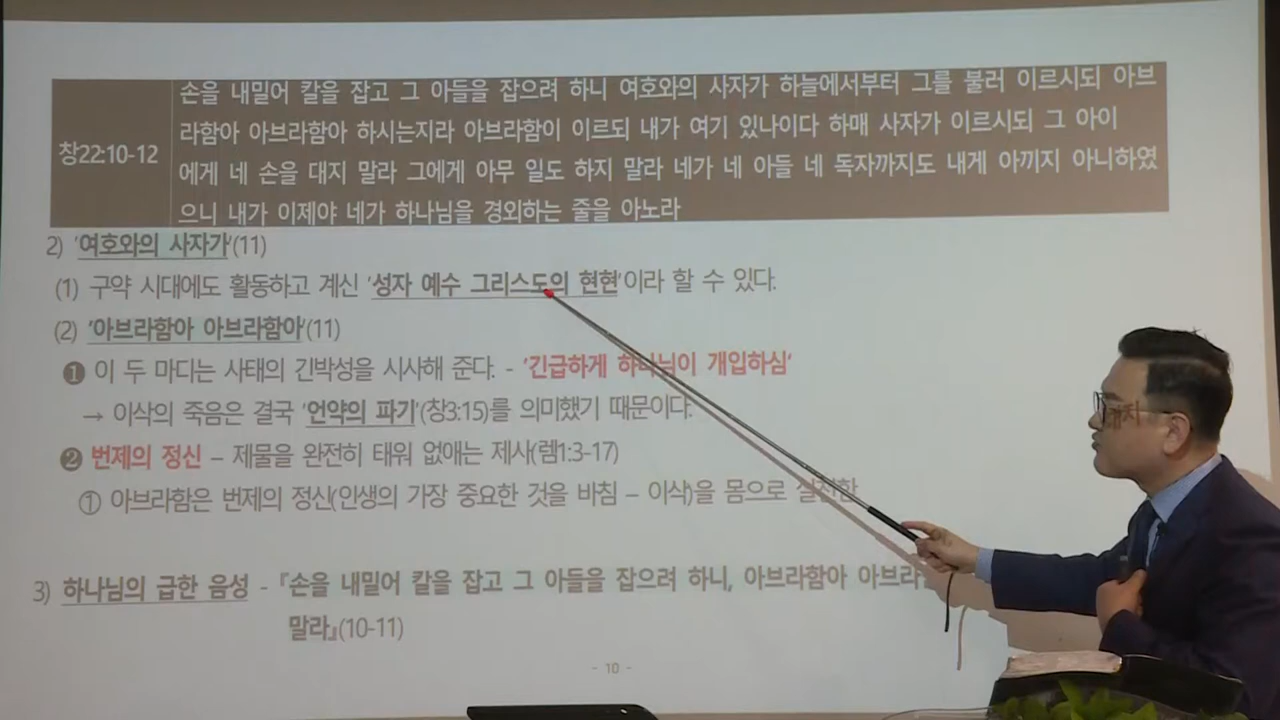 손을 내밀어 칼을 잡고 그 아들을 잡으려 하니 여호와의 사자가 하늘에서부터 그를 불러 이르시되 아브
라함아 아브라함아 하시는지라 아브라함이 이르되 내가 여기 있나이다 하매 사자가 이르시되 그 아이
창22:10-12
에게 네 손을 대지 말라 그에게 아무 일도 하지 말라 네가 네 아들 네 독자까지도 내게 아끼지 아니하였
으니 내가 이제야 네가 하나님을 경외하는 줄을 아노라
2) '여호와의 사자가'(11)
(1) 구약 시대에도 활동하고 계신 '성자 예수 그리스도의 현현'이라 할 수 있다.
(2) '아브라함아 아브라함아'(11)
❶ 이 두 마디는 사태의 긴박성을 시사해 준다. - '긴급하게 하나님이 개입하심'
→ 이삭의 죽음은 결국 '언약의 파기'(창3:15)를 의미했기 때문이다.
❷ 번제의 정신 – 제물을 완전히 태워 없애는 제사(렘1:3-17)
① 아브라함은 번제의 정신(인생의 가장 중요한 것을 바침 – 이삭)을 몸으로 실천한
3) 하나님의 급한 음성 - 『손을 내밀어 칼을 잡고 그 아들을 잡으려 하니, 아브라함아
말라』(10-11)
- 10 -